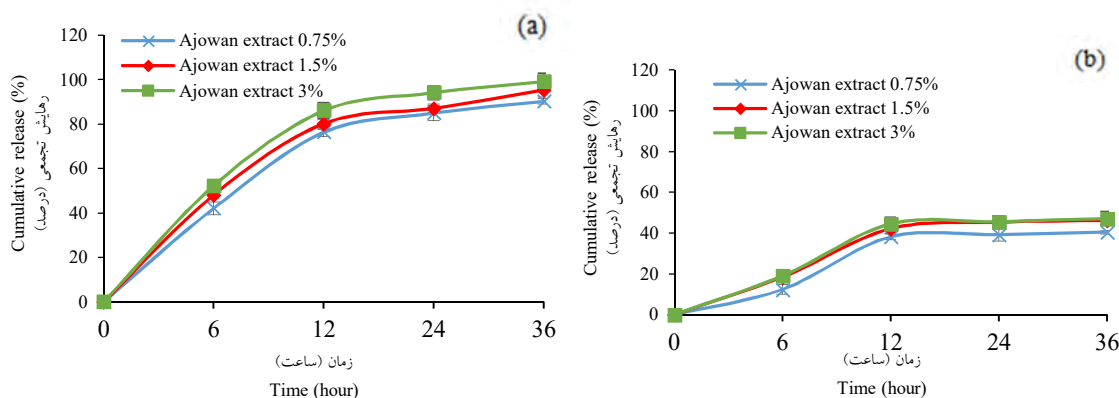 (a)
Ajowan extract 0.75%
Ajowan extract 1.5%
Ajowan extract 3%
Cumulative release (%)
رهایش تجمعی (درصد)
120
100
80
60
40
20
0
0 6 12 24 36
زمان (ساعت)
Time (hour)
(b)
Ajowan extract 0.75%
Ajowan extract 1.5%
Ajowan extract 3%
Cumulative release (%)
رهایش تجمعی (درصد)
120
100
80
60
40
20
0
0 6 12 24 36
زمان (ساعت)
Time (hour)